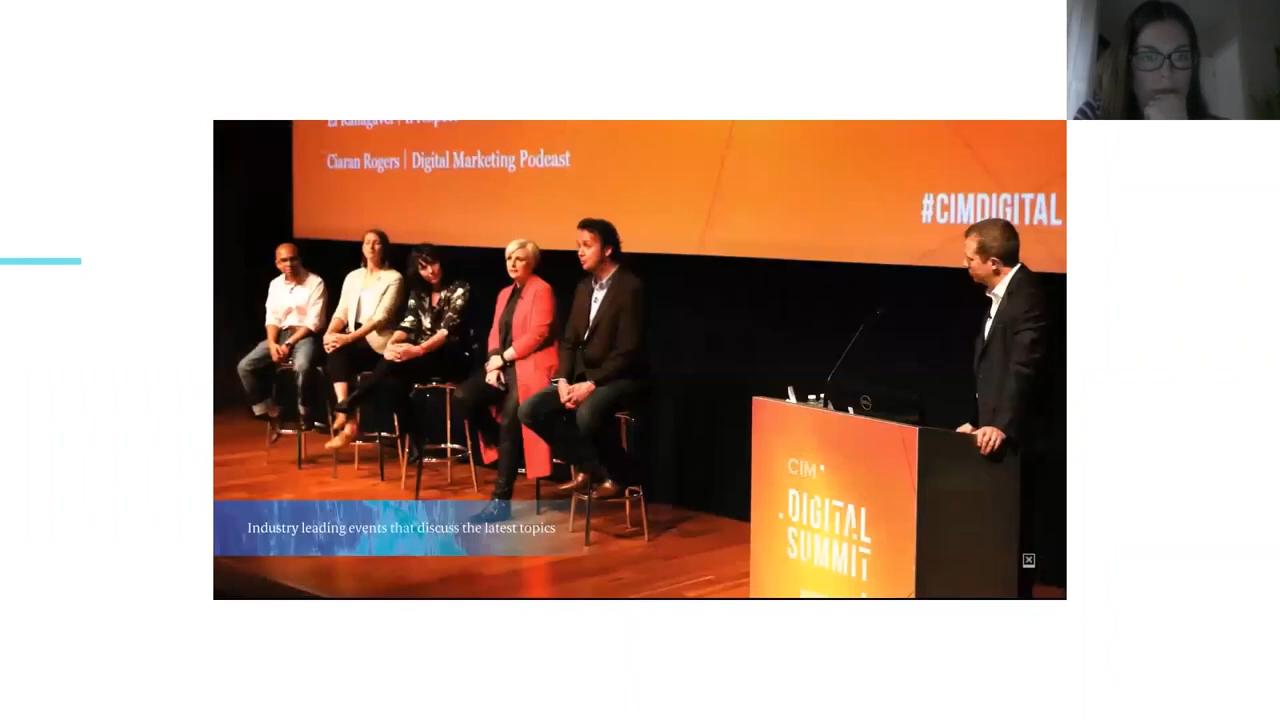 Ciaran Rogers | Digital Marketing Podcast
#CIMDIGITAL
CIM
DIGITAL
SUMMIT
Industry leading events that discuss the latest topics